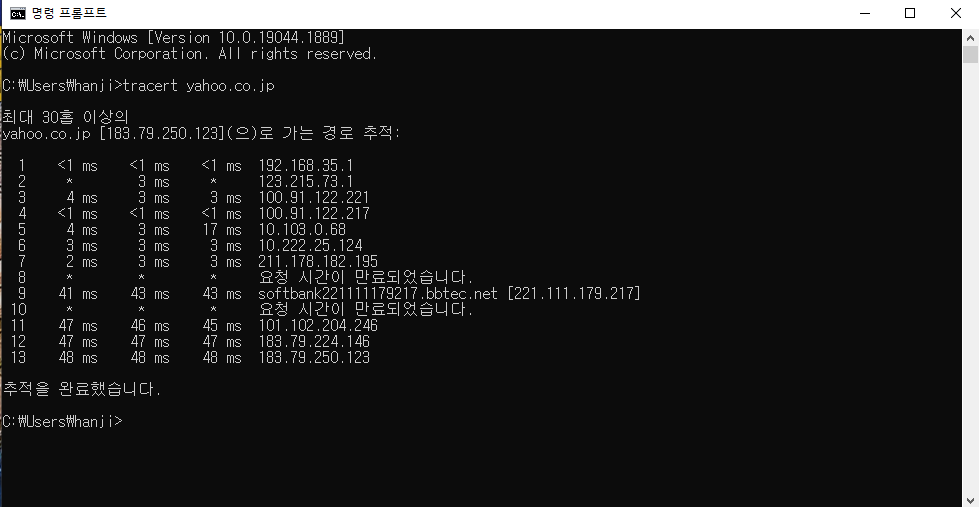 명령 프롬프트
Microsoft Windows [Version 10.0.19044.1889]
(c) Microsoft Corporation. All rights reserved.
C:₩Users₩hanji>tracert yahoo.co.jp
최대 30홉 이상의
yahoo.co.jp [183.79.250.123](으)로 가는 경로 추적:
1 <1 ms <1 ms <1 ms 192.168.35.1
2 * 3 ms * 123.215.73.1
3 4 ms 3 ms 3 ms 100.91.122.221
4 <1 ms <1 ms <1 ms 100.91.122.217
5 4 ms 3 ms 17 ms 10.103.0.68
6 3 ms 3 ms 3 ms 10.222.25.124
7 2 ms 3 ms 3 ms 211.178.182.195
8 * * * 요청 시간이 만료되었습니다.
9 41 ms 43 ms 43 ms softbank221111179217.bbtec.net [221.111.179.217]
10 * * * 요청 시간이 만료되었습니다.
11 47 ms 46 ms 45 ms 101.102.204.246
12 47 ms 47 ms 47 ms 183.79.224.146
13 48 ms 48 ms 48 ms 183.79.250.123
추적을 완료했습니다.
C:₩Users₩hanji>